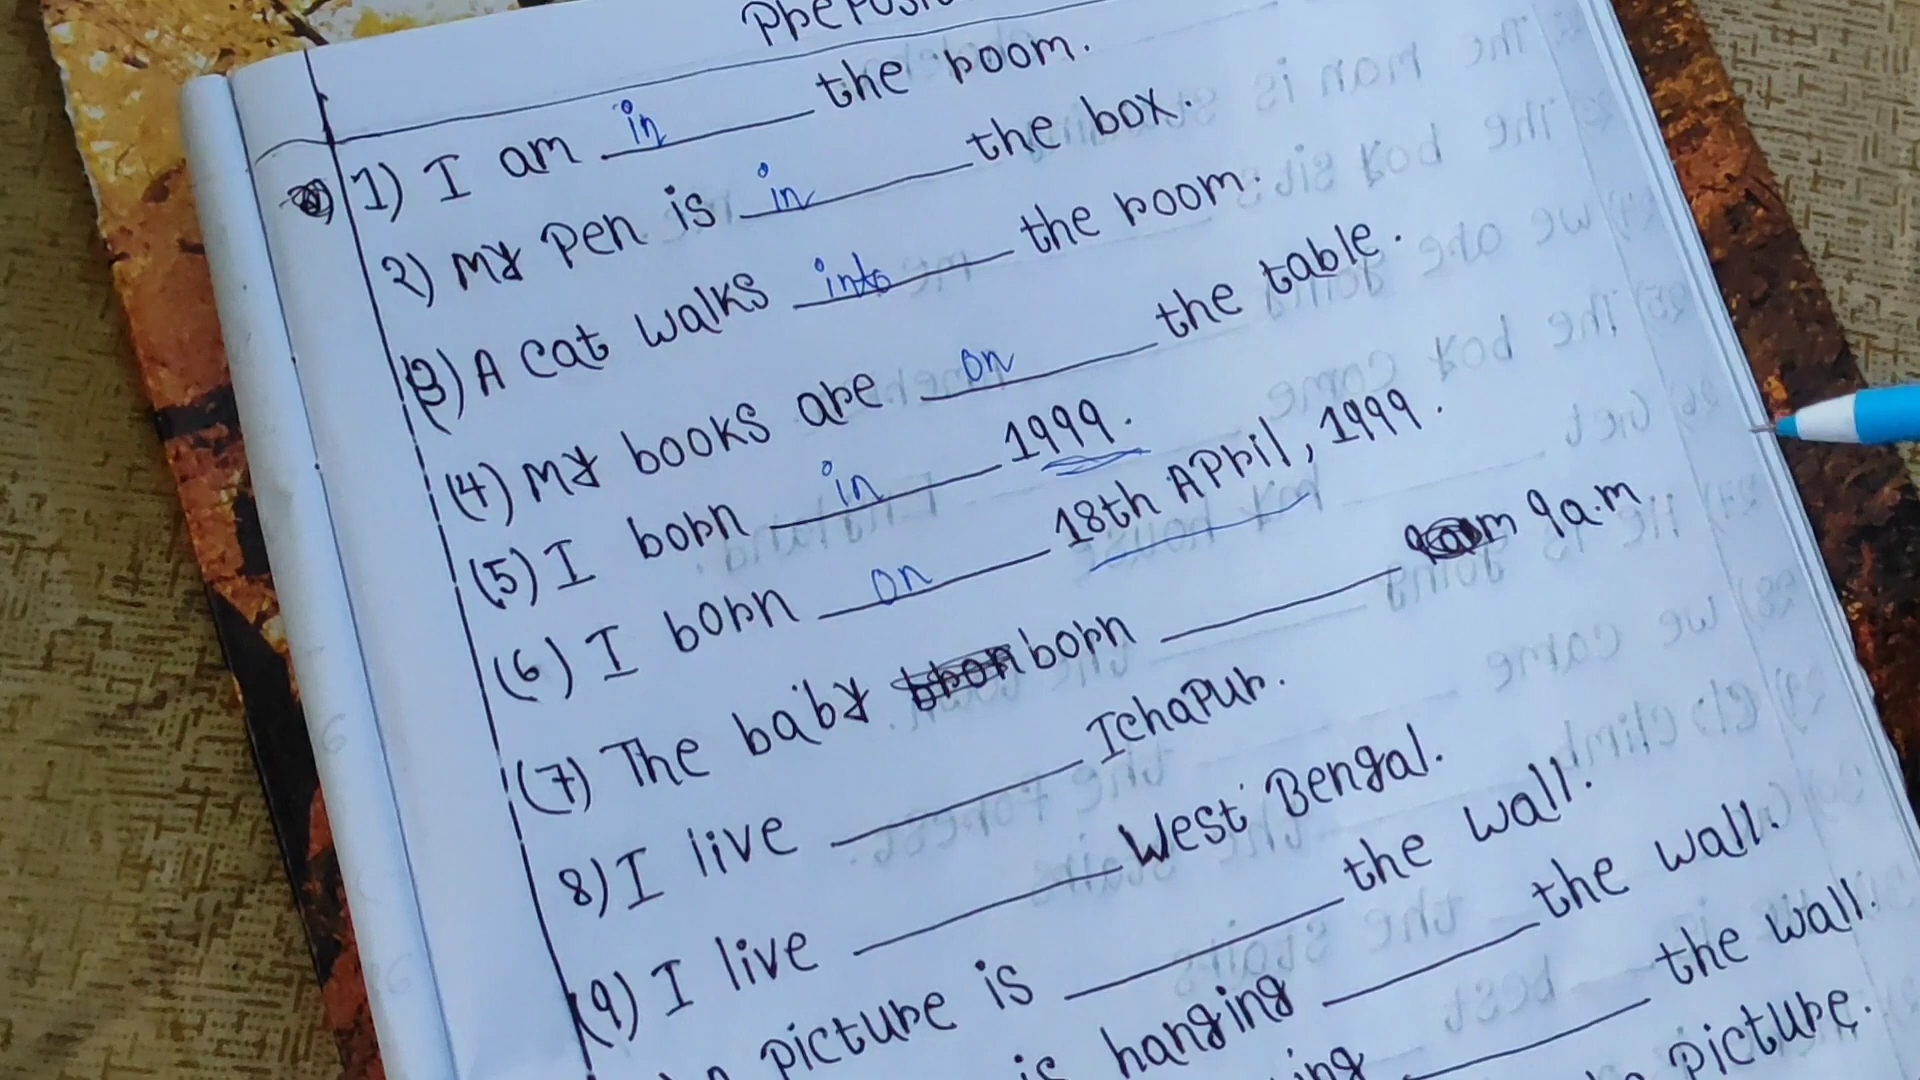 1) I am in the room.
2) My Pen is in the box.
(3) A cat walks into the room.
(4) My books are on the table.
(5) I born in 1999.
(6) I born on 18th APril, 1999.
(7) The baby born 9a.m
8) I live IchaPur.
(9) I live West Bengal.
picture is the wall.
is hanging the wall.
the wall.
picture.